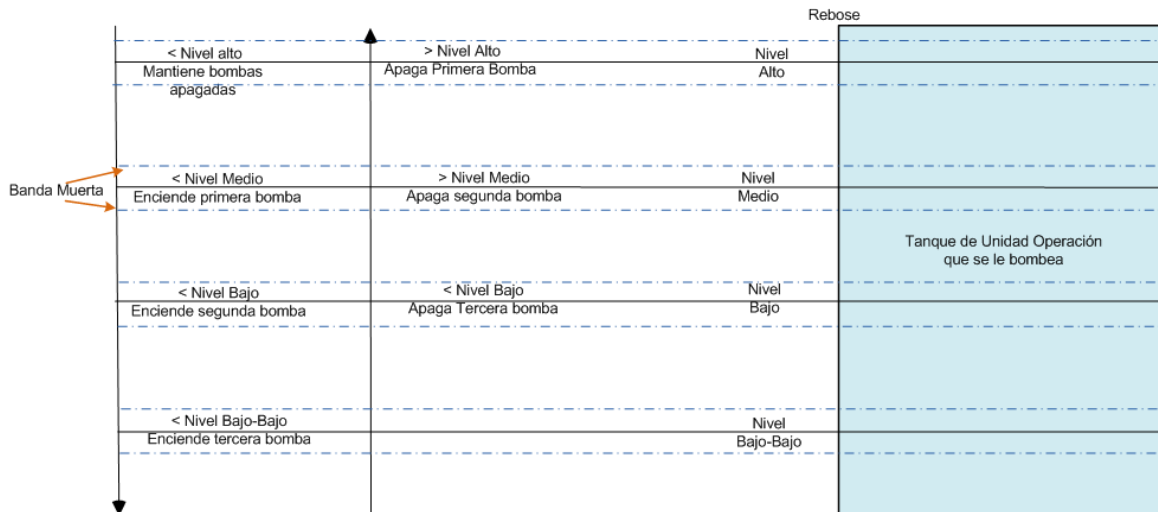 Rebose
< Nivel alto
Mantiene bombas
apagadas
> Nivel Alto
Apaga Primera Bomba
Nivel
Alto
Banda Muerta
< Nivel Medio
Enciende primera bomba
> Nivel Medio
Apaga segunda bomba
Nivel
Medio
Tanque de Unidad Operación
que se le bombea
< Nivel Bajo
Enciende segunda bomba
< Nivel Bajo
Apaga Tercera bomba
Nivel
Bajo
< Nivel Bajo-Bajo
Enciende tercera bomba
Nivel
Bajo-Bajo